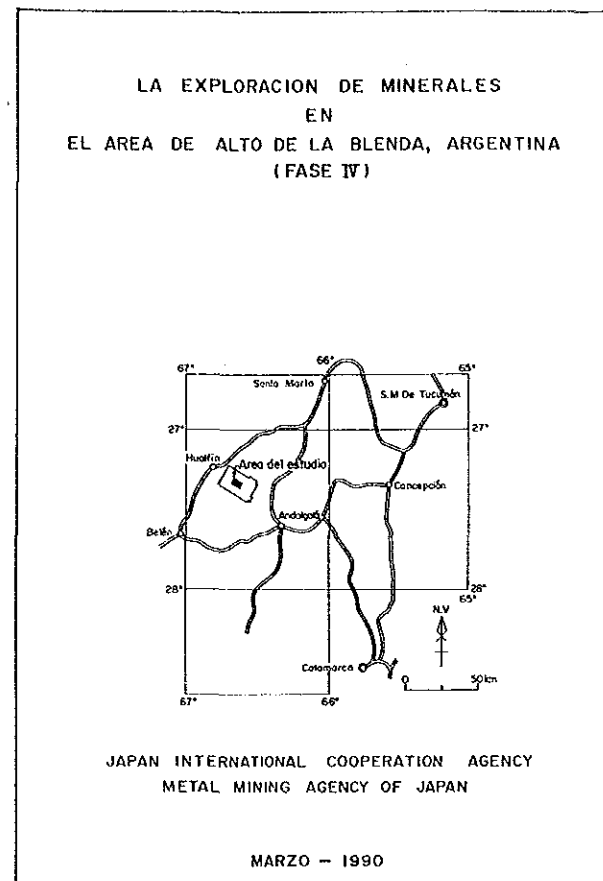 LA EXPLORACION DE MINERALES
EN
EL AREA DE ALTO DE LA BLENDA, ARGENTINA
(FASE IV)
67°
66°
65°
Santa María
S.M De Tucumán
27°
27°
Hualfín
Area del estudio
Concepción
Andalgalá
Belén
28°
28°
65°
N.V
Catamarca
0
50km
67°
66°
JAPAN INTERNATIONAL COOPERATION AGENCY
METAL MINING AGENCY OF JAPAN
MARZO - 1990